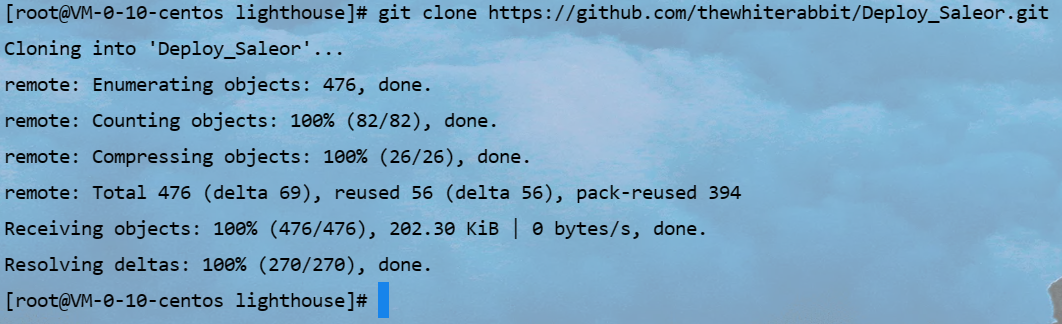 [root@VM-0-10-centos lighthouse]# git clone https://github.com/thewhiterabbit/Deploy_Saleor.git
Cloning into 'Deploy_Saleor'...
remote: Enumerating objects: 476, done.
remote: Counting objects: 100% (82/82), done.
remote: Compressing objects: 100% (26/26), done.
remote: Total 476 (delta 69), reused 56 (delta 56), pack-reused 394
Receiving objects: 100% (476/476), 202.30 KiB | 0 bytes/s, done.
Resolving deltas: 100% (270/270), done.
[root@VM-0-10-centos lighthouse]#